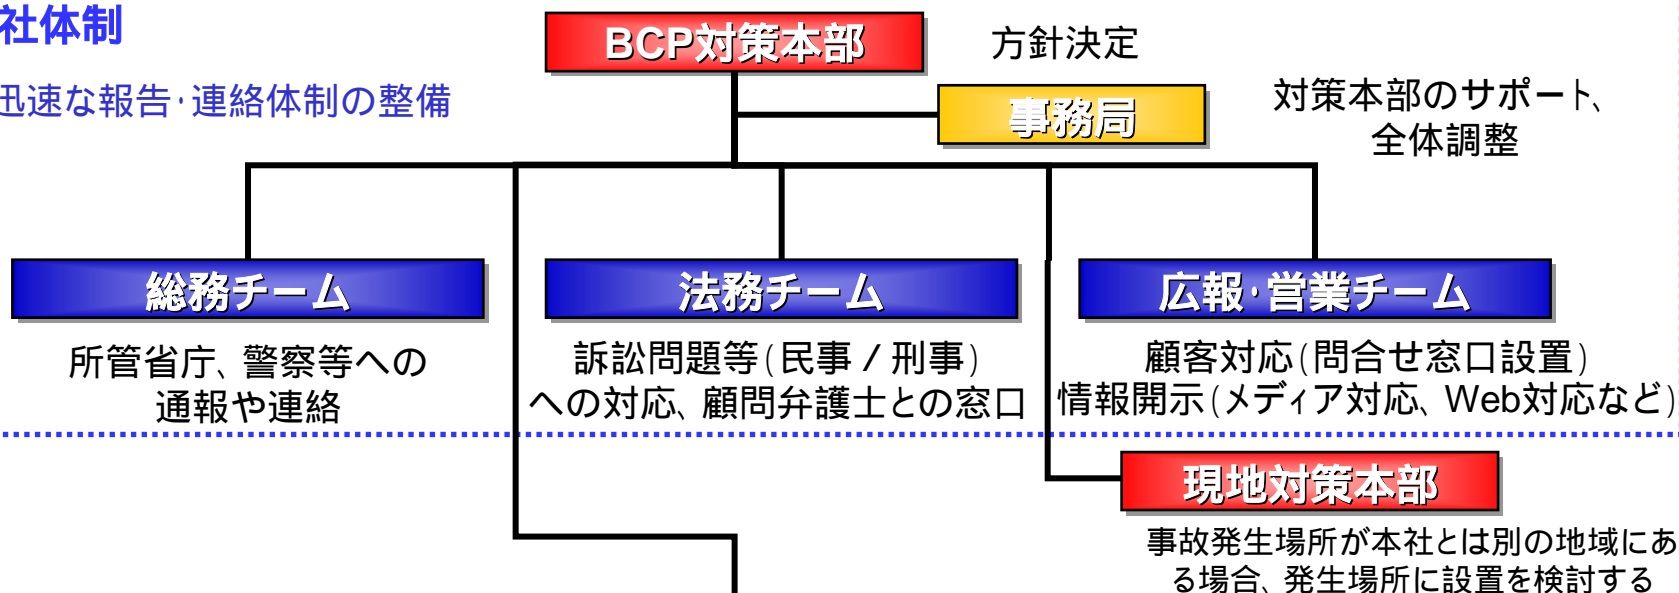 社体制
BCP対策本部
方針決定
迅速な報告･連絡体制の整備
事務局
対策本部のサポート、
全体調整
総務チーム
法務チーム
広報･営業チーム
所管省庁、警察等への
通報や連絡
訴訟問題等(民事／刑事)
への対応、顧問弁護士との窓口
顧客対応(問合せ窓口設置)
情報開示(メディア対応、Web対応など)
現地対策本部
事故発生場所が本社とは別の地域にあ
る場合、発生場所に設置を検討する